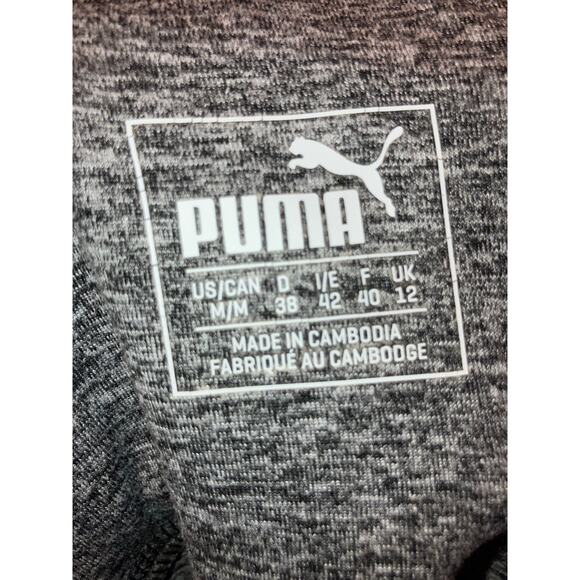 PUMA
US/CAN D I/E F UK
M/M 38 42 40 12
MADE IN CAMBODIA
FABRIQUÉ AU CAMBODGE